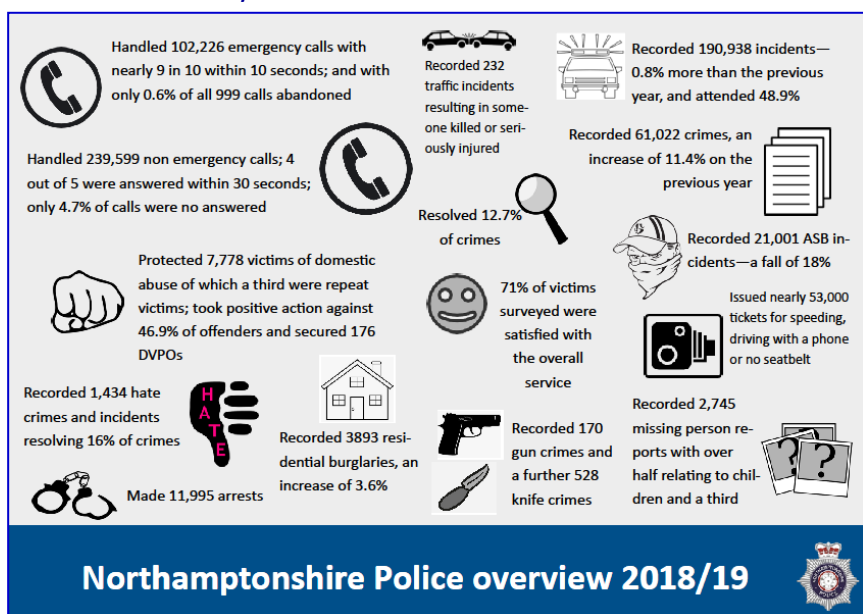 Handled 102,226 emergency calls with
nearly 9 in 10 within 10 seconds; and with
only 0.6% of all 999 calls abandoned
Recorded 232
traffic incidents
resulting in some-
one killed or seri-
ously injured
Recorded 190,938 incidents—
0.8% more than the previous
year, and attended 48.9%
Handled 239,599 non emergency calls; 4
out of 5 were answered within 30 seconds;
only 4.7% of calls were no answered
Recorded 61,022 crimes, an
increase of 11.4% on the
previous year
Resolved 12.7%
of crimes
Recorded 21,001 ASB in-
cidents—a fall of 18%
Protected 7,778 victims of domestic
abuse of which a third were repeat
victims; took positive action against
46.9% of offenders and secured 176
DVPOs
71% of victims
surveyed were
satisfied with
the overall
service
Issued nearly 53,000
tickets for speeding,
driving with a phone
or no seatbelt
Recorded 1,434 hate
crimes and incidents
resolving 16% of crimes
HATE
Recorded 3893 resi-
dential burglaries, an
increase of 3.6%
Recorded 170
gun crimes and
a further 528
knife crimes
Recorded 2,745
missing person re-
ports with over
half relating to chil-
dren and a third
? ? ?
Made 11,995 arrests
Northamptonshire Police overview 2018/19